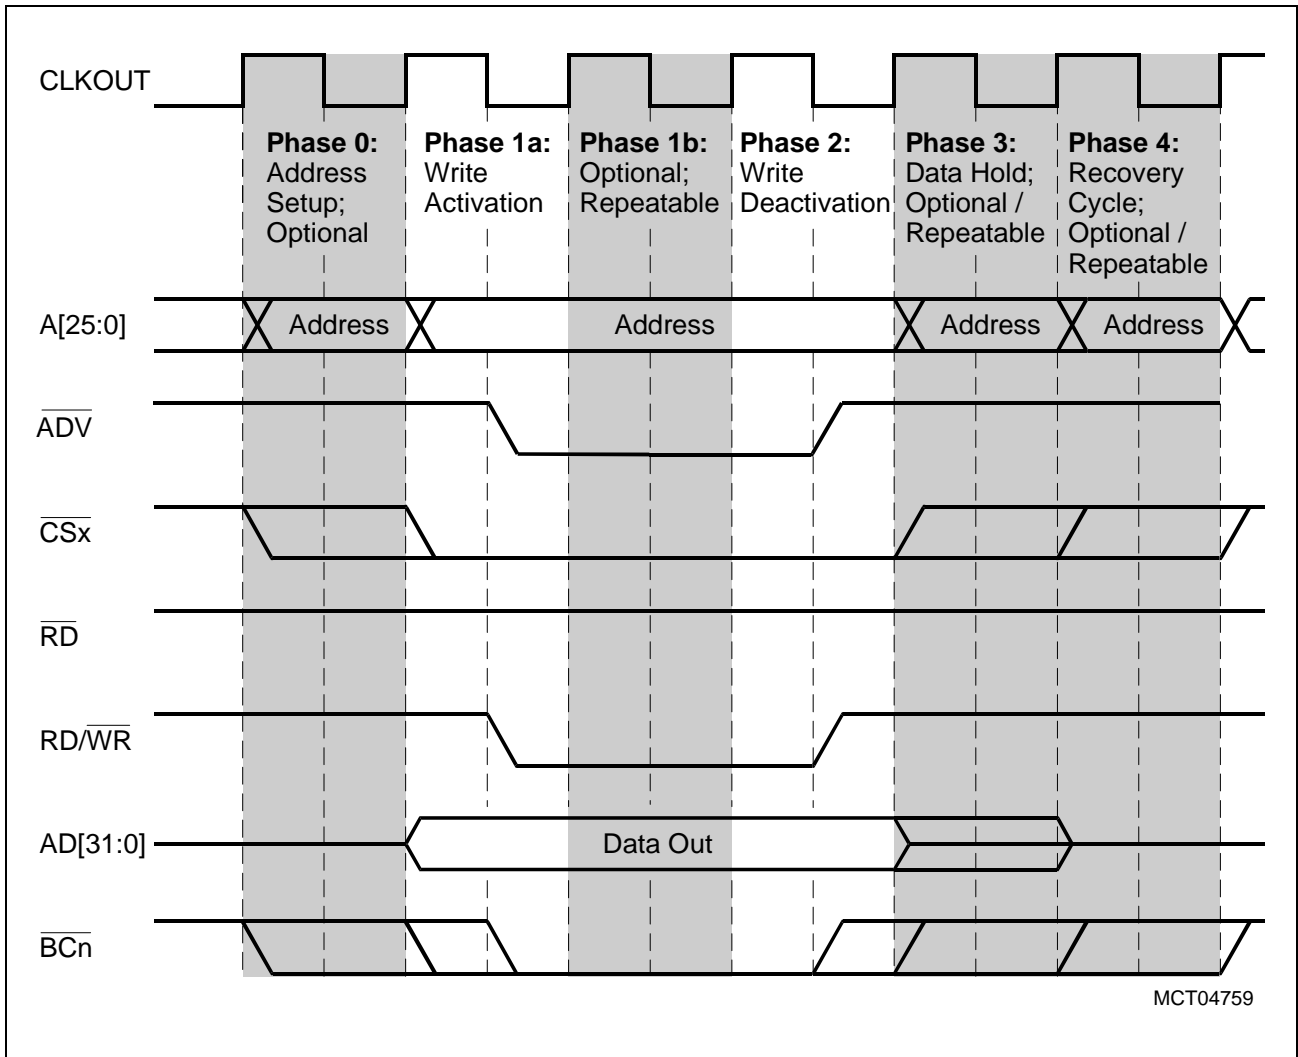 CLKOUT
Phase 0:
Address
Setup;
Optional
Phase 1a:
Write
Activation
Phase 1b:
Optional;
Repeatable
Phase 2:
Write
Deactivation
Phase 3:
Data Hold;
Optional /
Repeatable
Phase 4:
Recovery
Cycle;
Optional /
Repeatable
A[25:0]
Address
Address
Address
Address
ADV
CSx
RD
RD/WR
AD[31:0]
Data Out
BCn
MCT04759